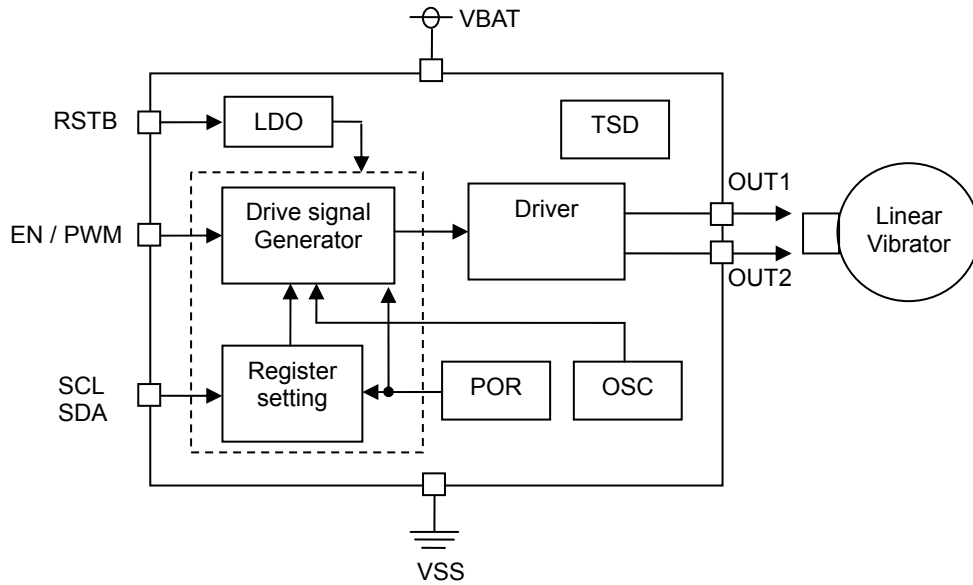 VBAT
RSTB
LDO
TSD
OUT1
EN / PWM
Drive signal
Generator
Driver
Linear
Vibrator
OUT2
SCL
SDA
Register
setting
POR
OSC
VSS